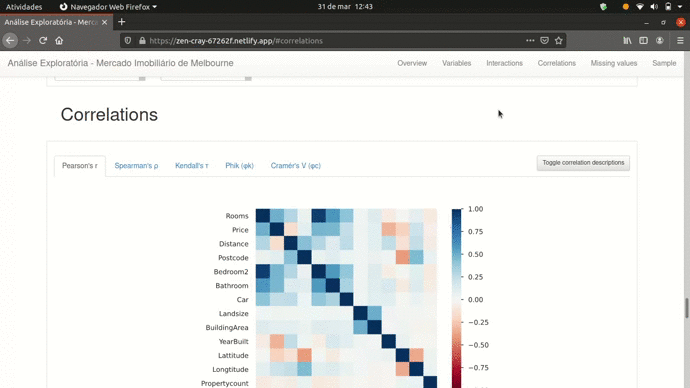 Atividades Navegador Web Firefox 31 de mar 12:43
Análise Exploratória - Merca
https://zen-cray-67262f.netlify.app/#correlations
Análise Exploratória - Mercado Imobiliário de Melbourne Overview Variables Interactions Correlations Missing values Sample
Correlations
Pearson's r Spearman's ρ Kendall's τ Phik (φk) Cramér's V (φc) Toggle correlation descriptions
Rooms
Price
Distance
Postcode
Bedroom2
Bathroom
Car
Landsize
BuildingArea
YearBuilt
Lattitude
Longtitude
Propertycount
1.00
0.75
0.50
0.25
0.00
−0.25
−0.50
−0.75